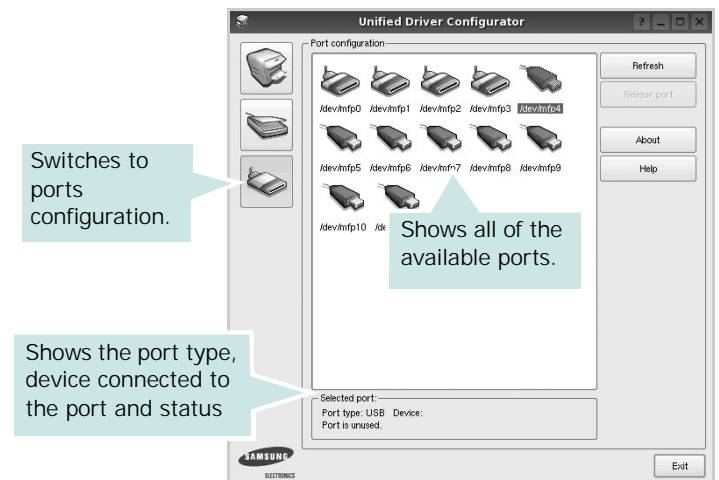 Unified Driver Configurator
Port configuration
/dev/mfp0 /dev/mfp1 /dev/mfp2 /dev/mfp3 /dev/mfp4
/dev/mfp5 /dev/mfp6 /dev/mfp7 /dev/mfp8 /dev/mfp9
/dev/mfp10
Refresh
Release port
About
Help
Switches to
ports
configuration.
Shows all of the
available ports.
Shows the port type,
device connected to
the port and status
Selected port:
Port type: USB Device:
Port is unused.
SAMSUNG
ELECTRONICS
Exit